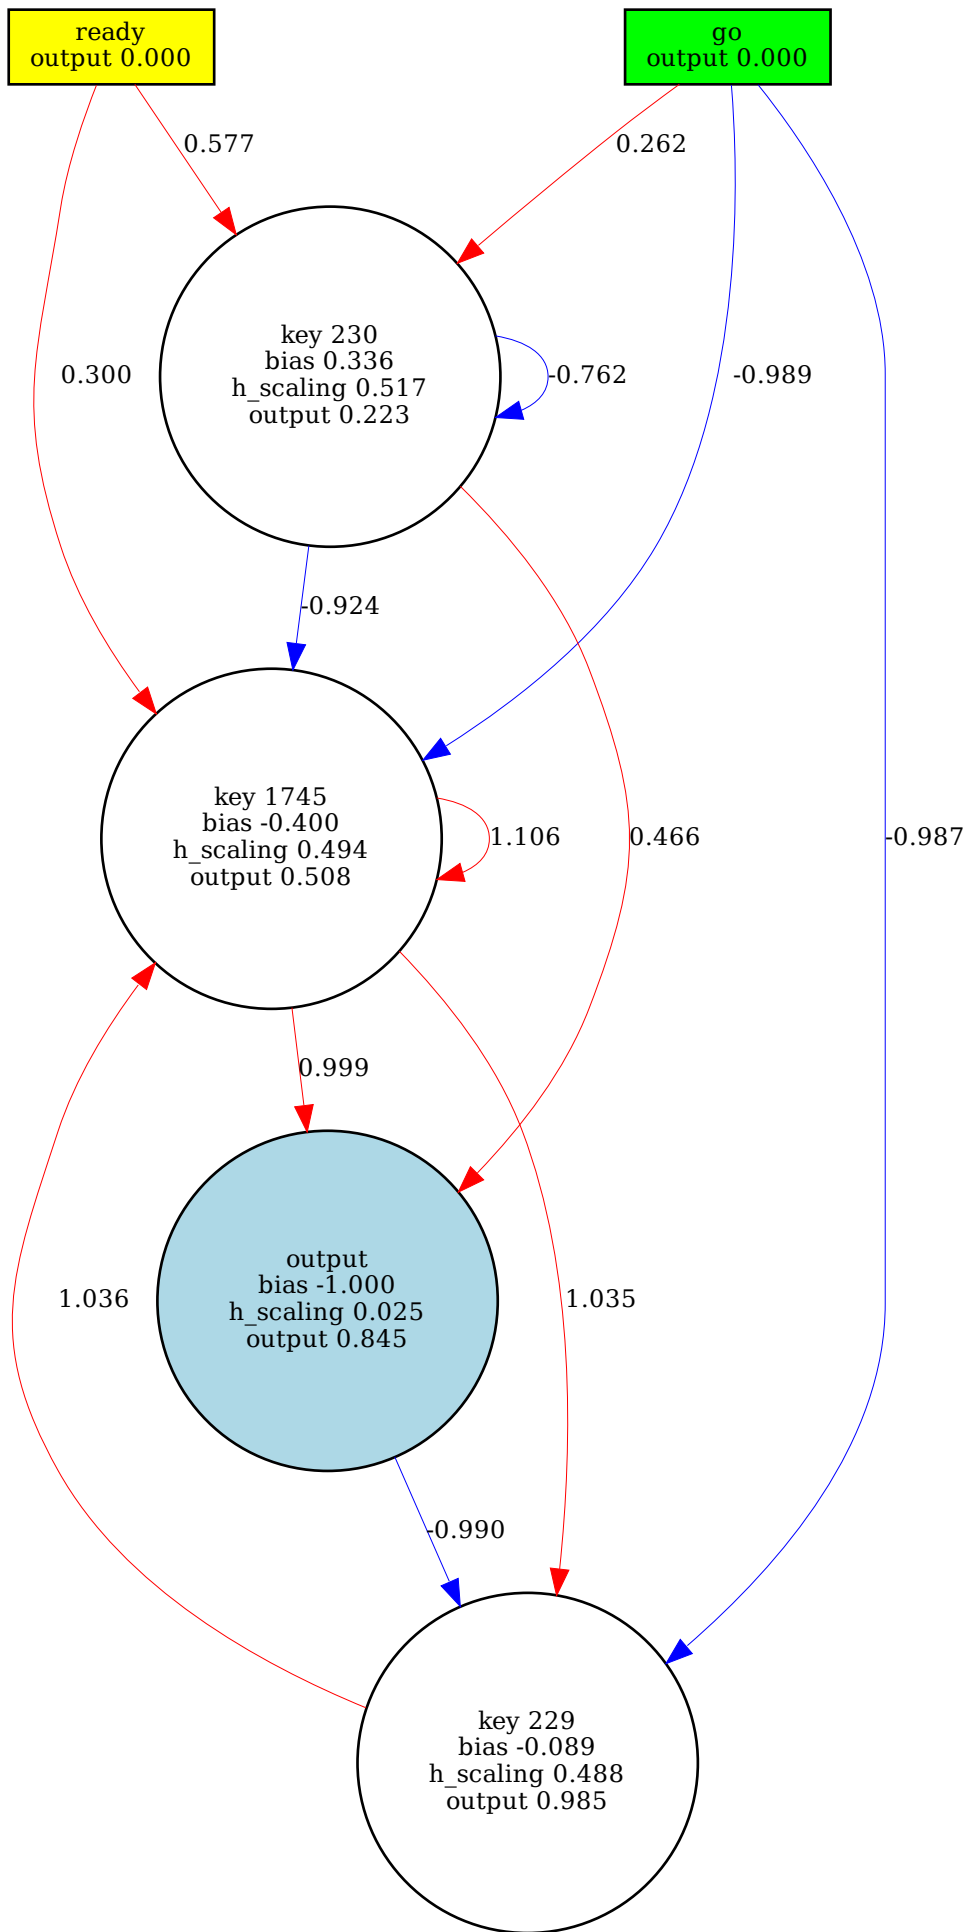 ready
output 0.000
go
output 0.000
0.577
0.262
key 230
bias 0.336
h_scaling 0.517
output 0.223
0.300
-0.762
-0.989
-0.924
key 1745
bias -0.400
h_scaling 0.494
output 0.508
1.106
0.466
-0.987
0.999
output
bias -1.000
h_scaling 0.025
output 0.845
1.036
1.035
-0.990
key 229
bias -0.089
h_scaling 0.488
output 0.985